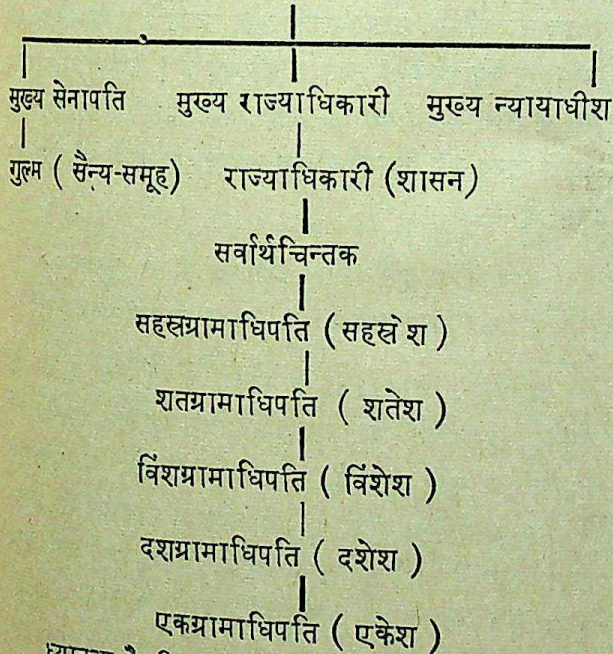 मुख्य सेनापति मुख्य राज्याधिकारी मुख्य न्यायाधीश
गुल्म ( सैन्य-समूह) राज्याधिकारी (शासन)
सर्वार्थचिन्तक
सहस्रग्रामाधिपति (सहस्रेश )
शतग्रामाधिपति ( शतेश )
विंशग्रामाधिपति ( विंशेश )
दशग्रामाधिपति ( दशेश )
एकग्रामाधिपति ( एकेश )